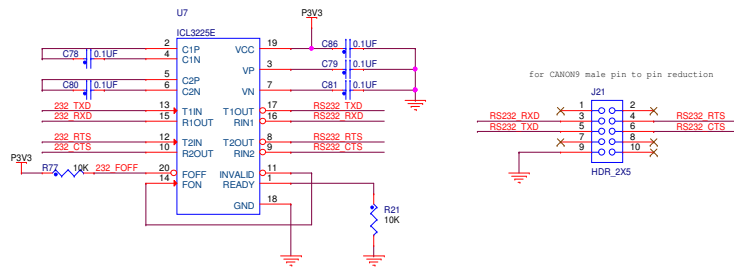 U7
P3V3
ICL3225E
C78 0.1UF
2 C1P
4 C1N
VCC 19
C86 0.1UF
5 C2P
VP 3
C79 0.1UF
C80 0.1UF
6 C2N
VN 7
C81 0.1UF
232_TXD 13 T1IN
T1OUT 17 RS232_TXD
232_RXD 15 R1OUT
RIN1 16 RS232_RXD
232_RTS 12 T2IN
T2OUT 8 RS232_RTS
232_CTS 10 R2OUT
RIN2 9 RS232_CTS
P3V3
R77 10K 232_FOFF 20 FOFF
INVALID 11
14 FON
READY 1
GND 18
R21
10K
for CANON9 male pin to pin reduction
J21
1 2
RS232_RXD 3 4 RS232_RTS
RS232_TXD 5 6 RS232_CTS
7 8
9 10
HDR_2X5